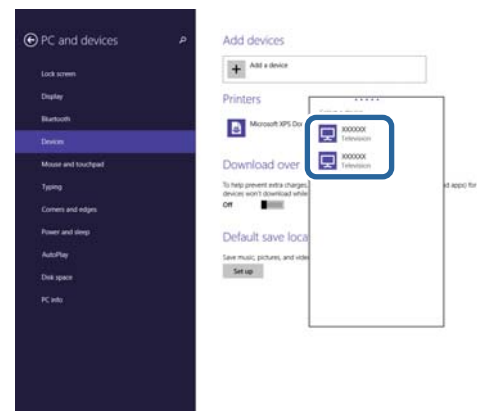 PC and devices
Lock screen
Display
Bluetooth
Devices
Mouse and touchpad
Typing
Corners and edges
Power and sleep
AutoPlay
Disk space
PC info
Add devices
Add a device
Printers
Microsoft XPS Do
XXXXXX
Television
XXXXXX
Television
Download over
To help prevent extra charges, d apps) for
devices won't download while
Off
Default save loca
Save music, pictures, and vide
Set up